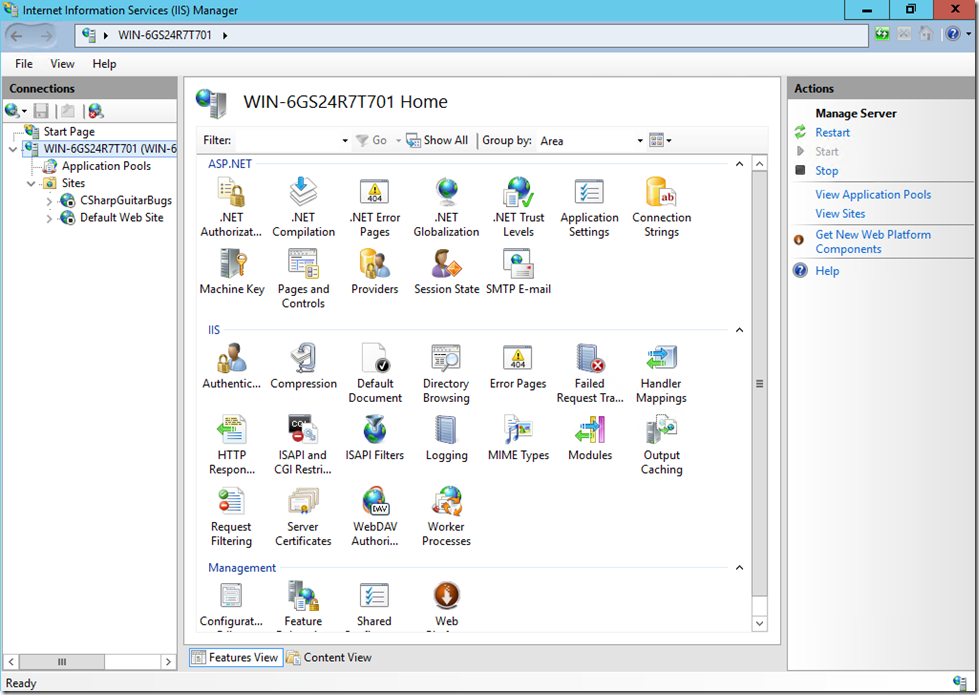 Internet Information Services (IIS) Manager
WIN-6GS24R7T701
File View Help
Connections
Start Page
WIN-6GS24R7T701 (WIN-6
Application Pools
Sites
CSharpGuitarBugs
Default Web Site
WIN-6GS24R7T701 Home
Filter: Go Show All Group by: Area
ASP.NET
.NET Authorizat...
.NET Compilation
.NET Error Pages
.NET Globalization
.NET Trust Levels
Application Settings
Connection Strings
Machine Key
Pages and Controls
Providers
Session State
SMTP E-mail
IIS
Authentic...
Compression
Default Document
Directory Browsing
404
Error Pages
Failed Request Tra...
Handler Mappings
HTTP Respon...
ISAPI and CGI Restri...
ISAPI Filters
Logging
MIME Types
Modules
Output Caching
Request Filtering
Server Certificates
WebDAV Authori...
Worker Processes
Management
Configurat...
Feature
Shared
Web
Features View
Content View
Actions
Manage Server
Restart
Start
Stop
View Application Pools
View Sites
Get New Web Platform
Components
Help
Ready